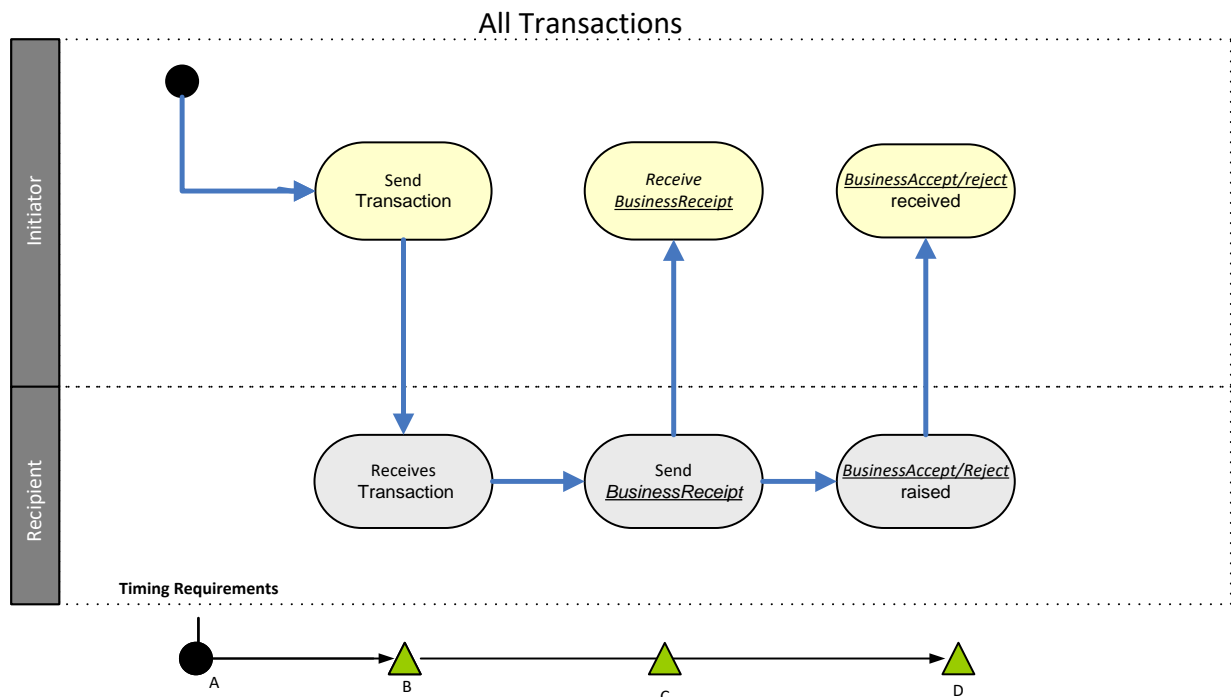 All Transactions
Initiator
Send
Transaction
Receive
BusinessReceipt
BusinessAccept/reject
received
Recipient
Receives
Transaction
Send
BusinessReceipt
BusinessAccept/Reject
raised
Timing Requirements
A
B
C
D